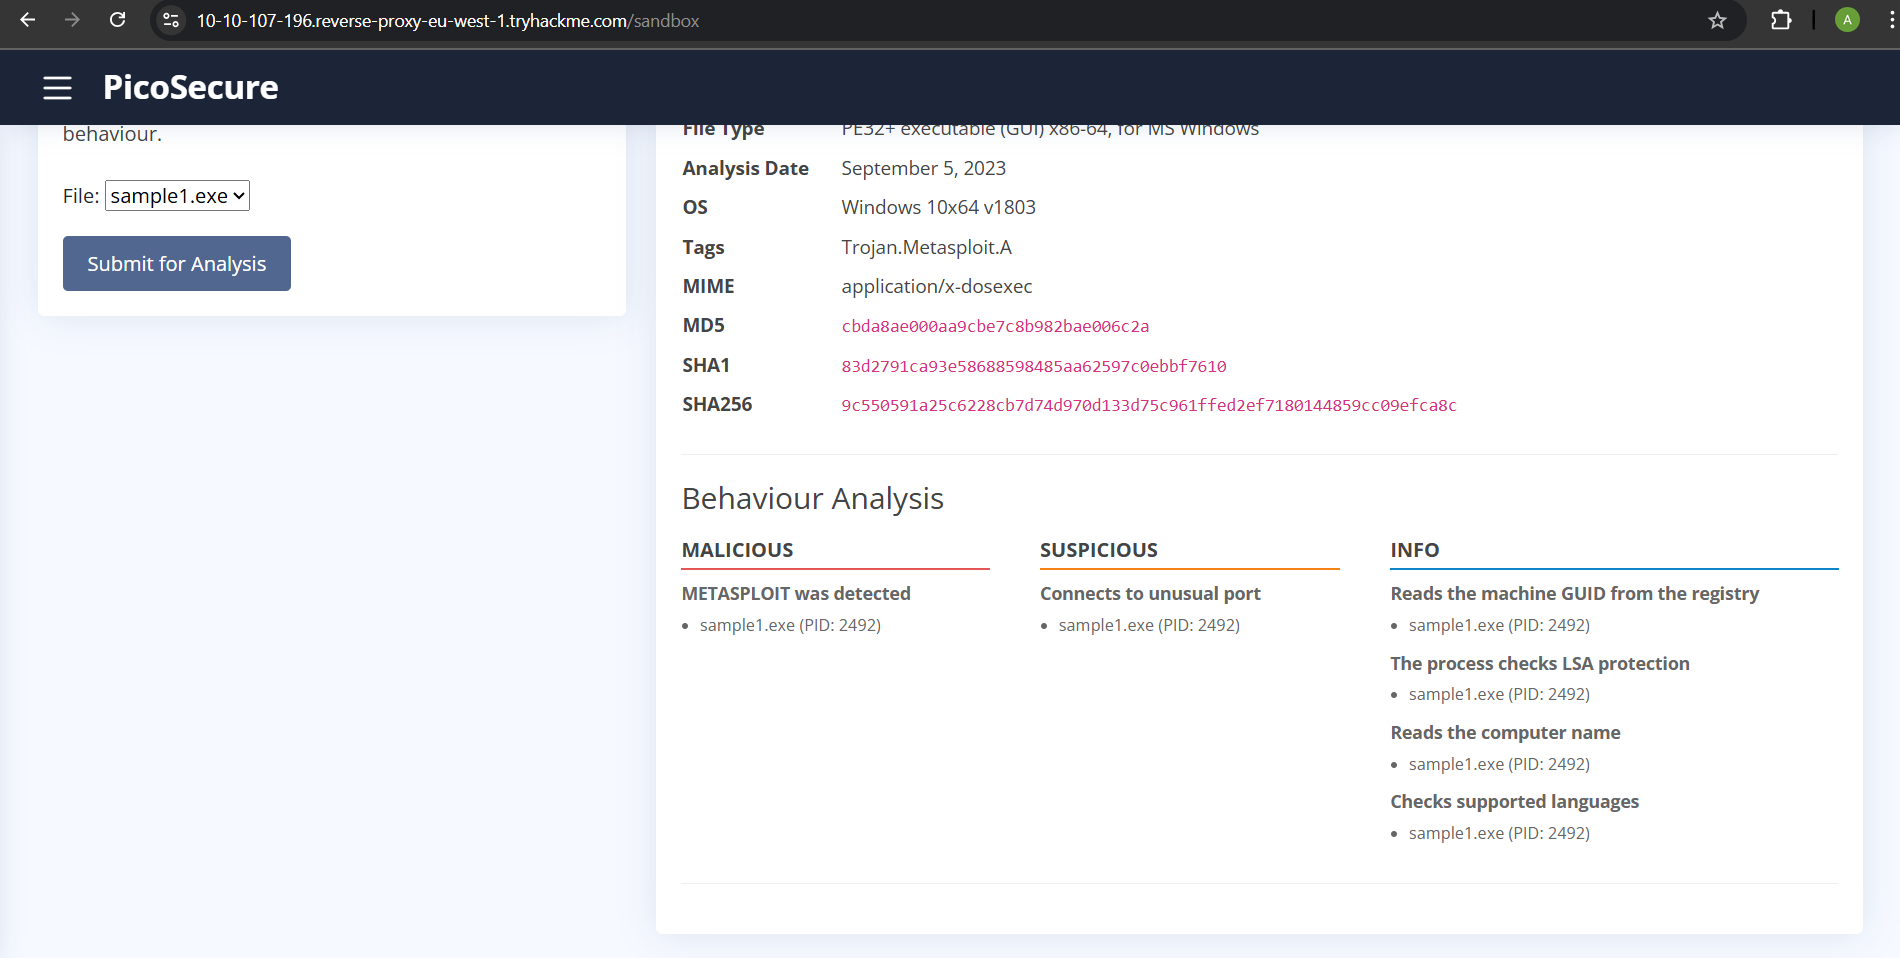 10-10-107-196.reverse-proxy-eu-west-1.tryhackme.com/sandbox
A
PicoSecure
behaviour.
File: sample1.exe
Submit for Analysis
File Type PE32+ executable (GUI) x86-64, for MS Windows
Analysis Date September 5, 2023
OS Windows 10x64 v1803
Tags Trojan.Metasploit.A
MIME application/x-dosexec
MD5 cbda8ae000aa9cbe7c8b982bae006c2a
SHA1 83d2791ca93e58688598485aa62597c0ebbf7610
SHA256 9c550591a25c6228cb7d74d970d133d75c961ffed2ef7180144859cc09efca8c
Behaviour Analysis
MALICIOUS
METASPLOIT was detected
• sample1.exe (PID: 2492)
SUSPICIOUS
Connects to unusual port
• sample1.exe (PID: 2492)
INFO
Reads the machine GUID from the registry
• sample1.exe (PID: 2492)
The process checks LSA protection
• sample1.exe (PID: 2492)
Reads the computer name
• sample1.exe (PID: 2492)
Checks supported languages
• sample1.exe (PID: 2492)